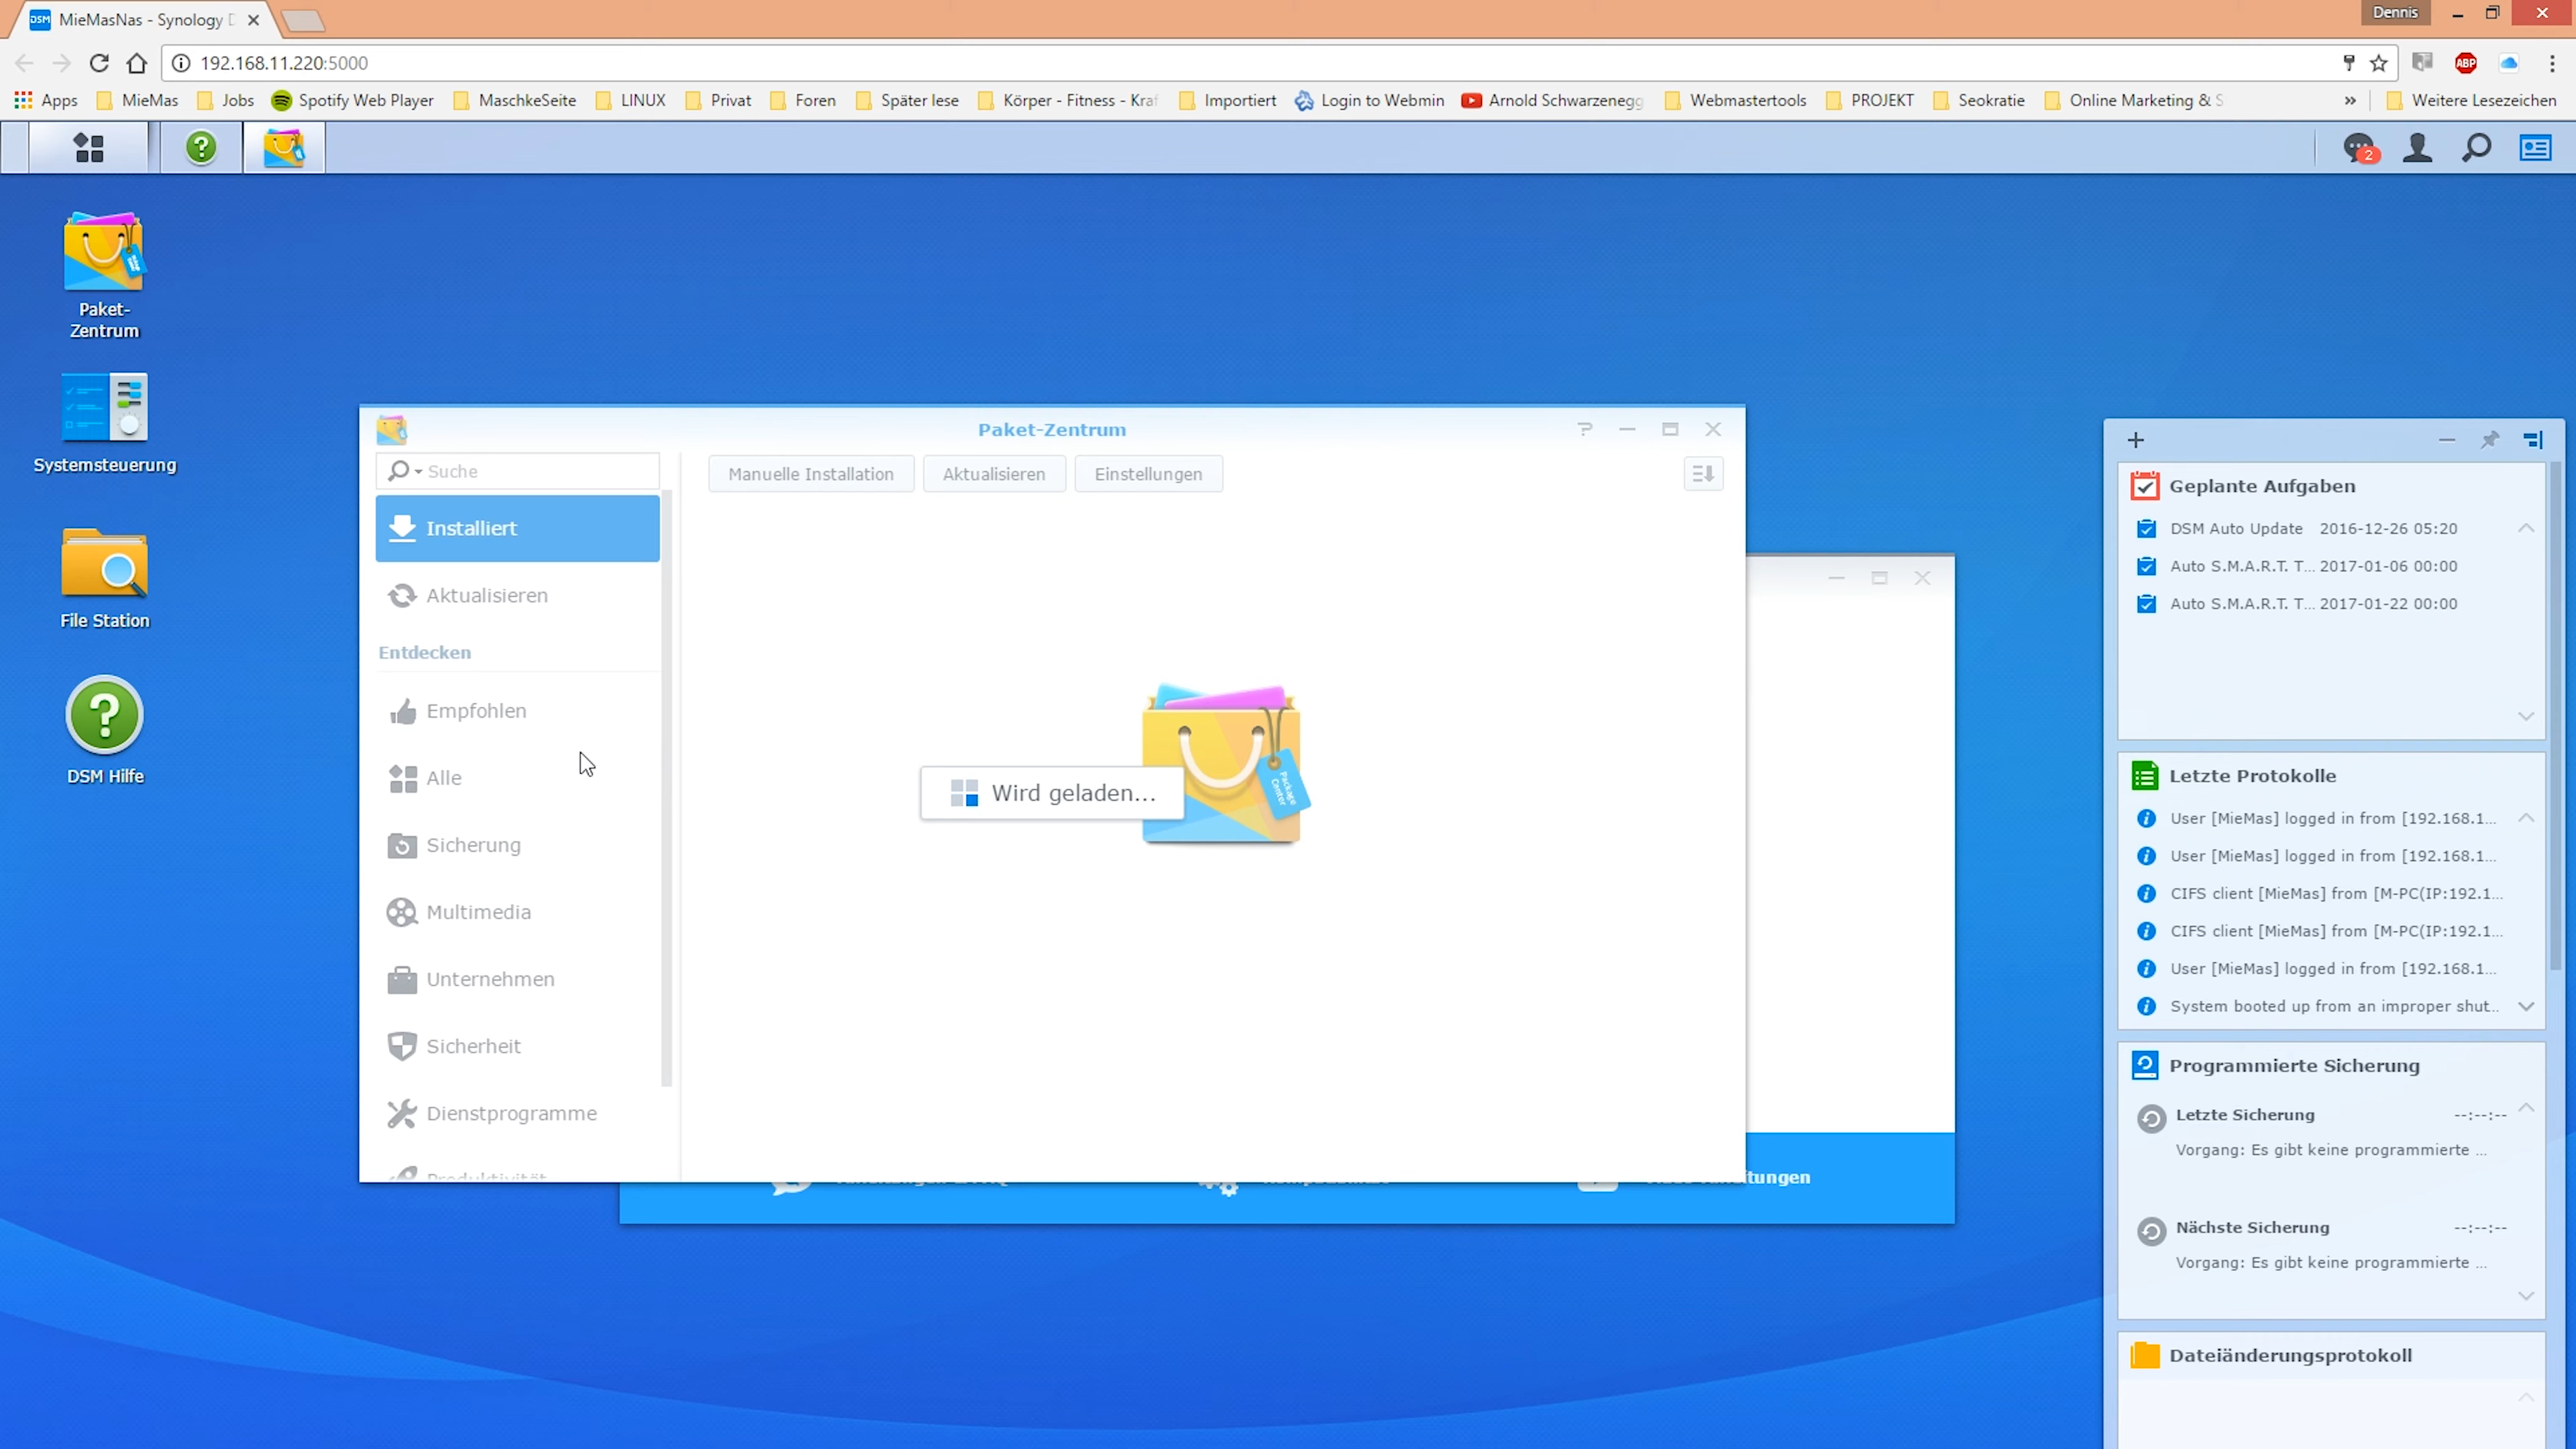 MieMasNas - Synology D
Dennis
192.168.11.220:5000
ABP
Apps
MieMas
Jobs
Spotify Web Player
MaschkeSeite
LINUX
Privat
Foren
Später lese
Körper - Fitness - Kraf
Importiert
Login to Webmin
Arnold Schwarzenegg
Webmastertools
PROJEKT
Seokratie
Online Marketing & S
»
Weitere Lesezeichen
2
Paket-
Zentrum
Systemsteuerung
File Station
DSM Hilfe
Paket-Zentrum
Suche
Manuelle Installation
Aktualisieren
Einstellungen
Installiert
Aktualisieren
Entdecken
Empfohlen
Alle
Sicherung
Multimedia
Unternehmen
Sicherheit
Dienstprogramme
Produktivität
Wird geladen...
Package
Center
Geplante Aufgaben
DSM Auto Update 2016-12-26 05:20
Auto S.M.A.R.T. T... 2017-01-06 00:00
Auto S.M.A.R.T. T... 2017-01-22 00:00
Letzte Protokolle
User [MieMas] logged in from [192.168.1...
User [MieMas] logged in from [192.168.1...
CIFS client [MieMas] from [M-PC(IP:192.1...
CIFS client [MieMas] from [M-PC(IP:192.1...
User [MieMas] logged in from [192.168.1...
System booted up from an improper shut...
Programmierte Sicherung
Letzte Sicherung --:--:--
Vorgang: Es gibt keine programmierte ...
Nächste Sicherung --:--:--
Vorgang: Es gibt keine programmierte ...
Dateiänderungsprotokoll